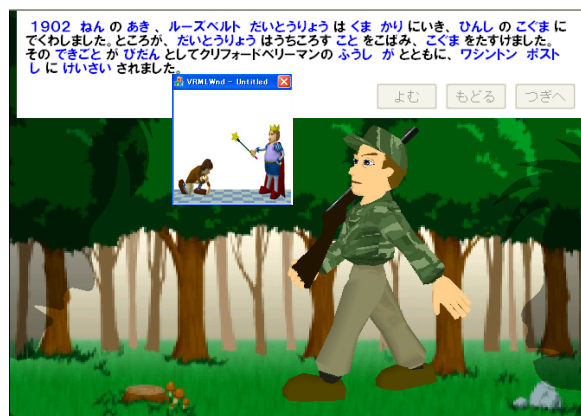 1902 ねん の あき 、 ルーズベルト だいとうりょう は くま かり にいき、 ひんし の こぐま に
でくわしました。ところが、 だいとうりょう はうちころす こと をこばみ、 こぐま をたすけました。
その できごと が びだん としてクリフォードベリーマンの ふうし が とともに、 ワシントン ポスト
し に けいさい されました。
VRMLWnd - Untitled
よむ もどる つぎへ